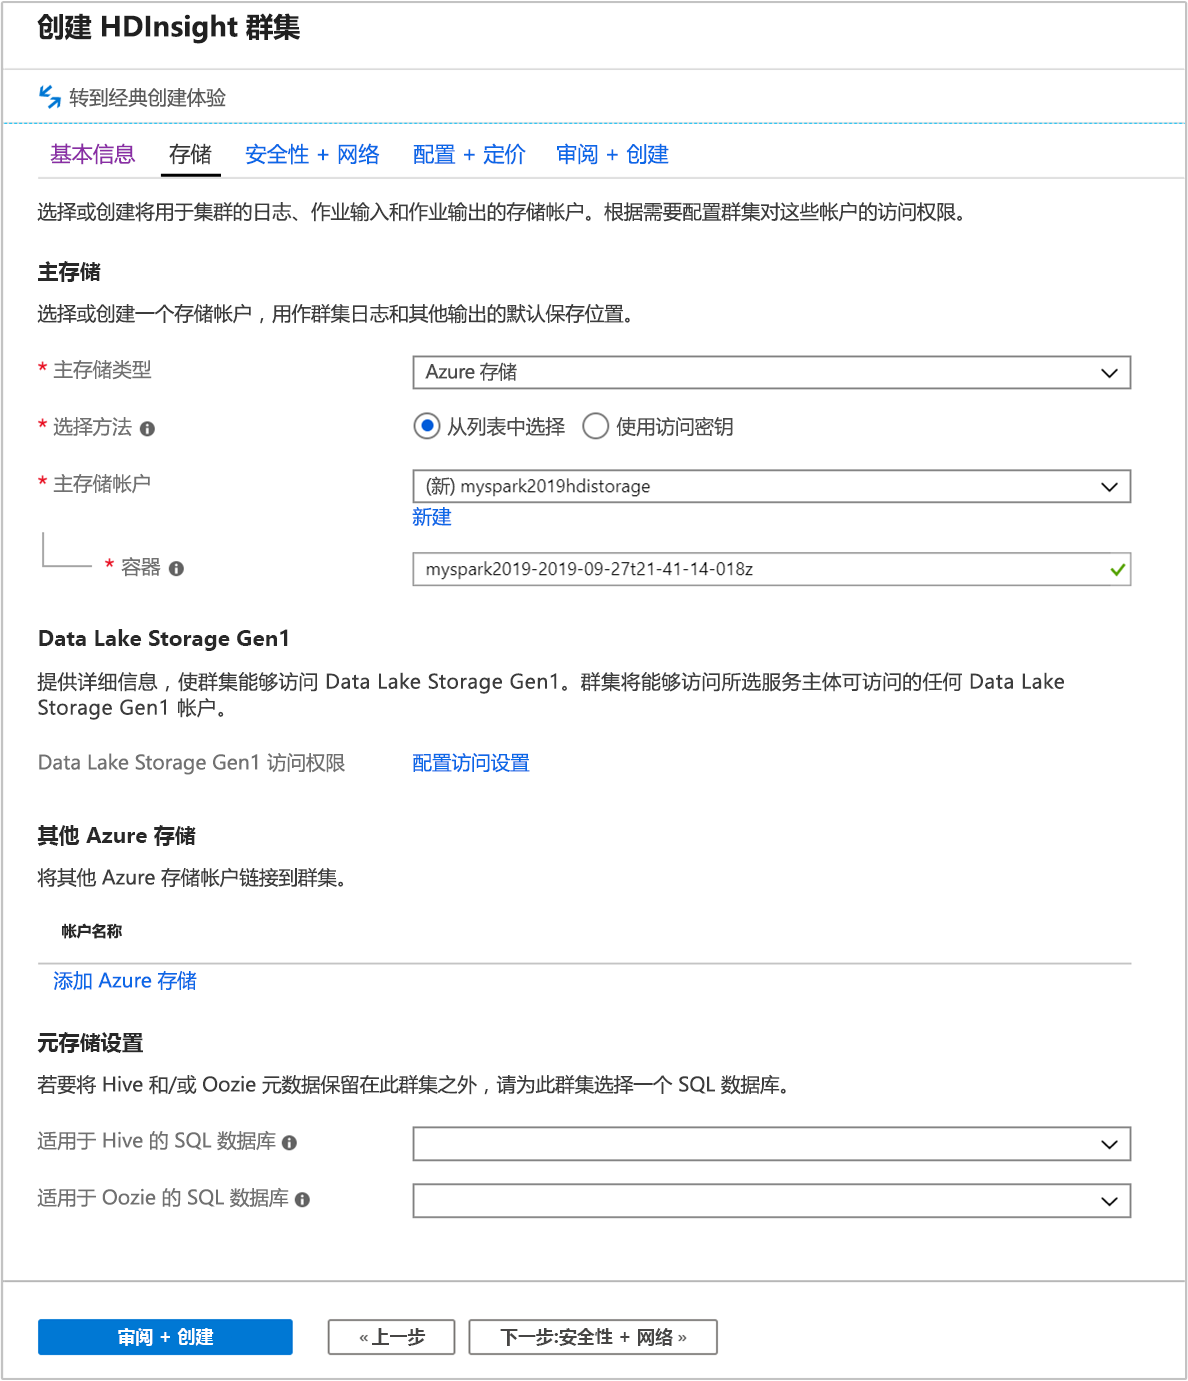 创建 HDInsight 群集
转到经典创建体验
基本信息 存储 安全性 + 网络 配置 + 定价 审阅 + 创建
选择或创建将用于集群的日志、作业输入和作业输出的存储帐户。根据需要配置群集对这些帐户的访问权限。
主存储
选择或创建一个存储帐户，用作群集日志和其他输出的默认保存位置。
* 主存储类型 Azure 存储
* 选择方法 从列表中选择 使用访问密钥
* 主存储帐户 (新) myspark2019hdistorage
新建
* 容器 myspark2019-2019-09-27t21-41-14-018z
Data Lake Storage Gen1
提供详细信息，使群集能够访问 Data Lake Storage Gen1。群集将能够访问所选服务主体可访问的任何 Data Lake
Storage Gen1 帐户。
Data Lake Storage Gen1 访问权限 配置访问设置
其他 Azure 存储
将其他 Azure 存储帐户链接到群集。
帐户名称
添加 Azure 存储
元存储设置
若要将 Hive 和/或 Oozie 元数据保留在此群集之外，请为此群集选择一个 SQL 数据库。
适用于 Hive 的 SQL 数据库
适用于 Oozie 的 SQL 数据库
审阅 + 创建 «上一步 下一步:安全性 + 网络 »